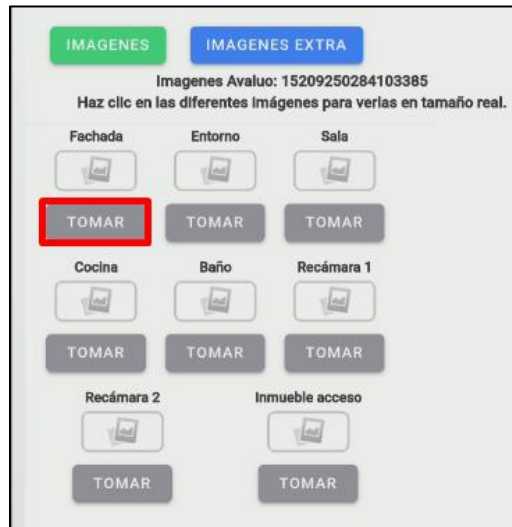 IMAGENES IMAGENES EXTRA
Imagenes Avaluo: 15209250284103385
Haz clic en las diferentes imágenes para verlas en tamaño real.
Fachada Entorno Sala
TOMAR TOMAR TOMAR
Cocina Baño Recámara 1
TOMAR TOMAR TOMAR
Recámara 2 Inmueble acceso
TOMAR TOMAR